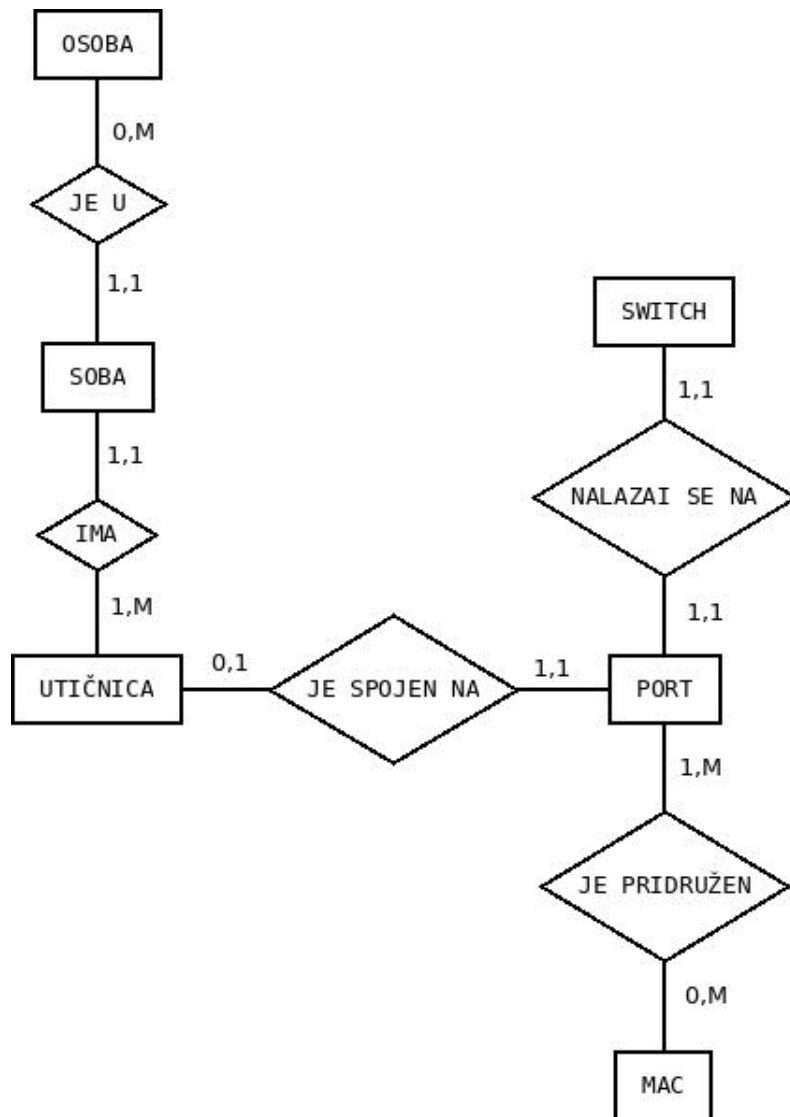 OSOBA
0,M
JE U
1,1
SOBA
1,1
IMA
1,M
UTIČNICA
0,1
JE SPOJEN NA
1,1
SWITCH
1,1
NALAZAI SE NA
1,1
PORT
1,M
JE PRIDRUŽEN
0,M
MAC